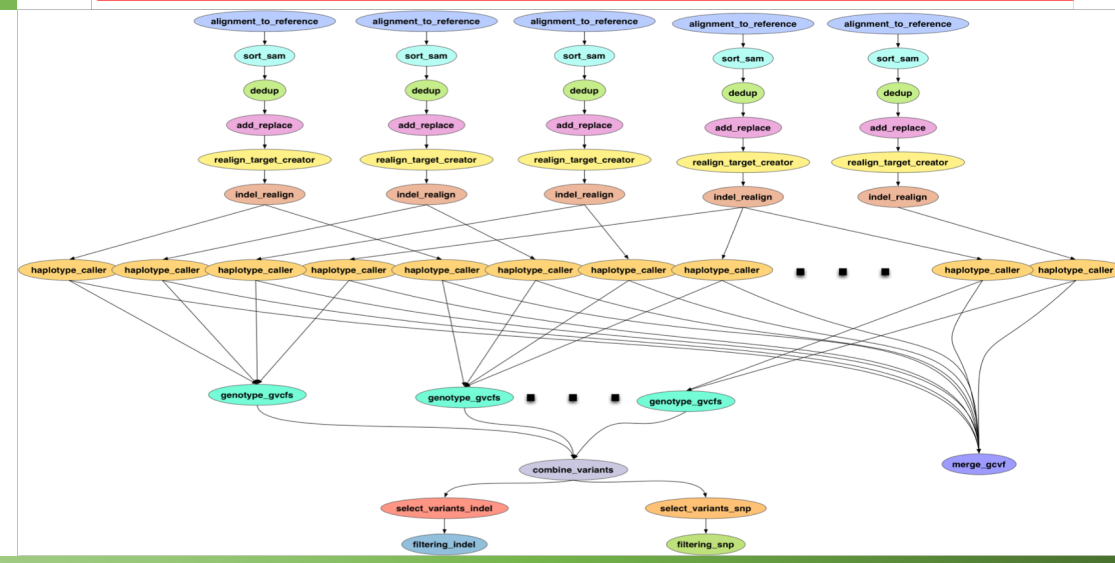 alignment_to_reference alignment_to_reference alignment_to_reference alignment_to_reference alignment_to_reference
sort_sam sort_sam sort_sam sort_sam sort_sam
dedup dedup dedup dedup dedup
add_replace add_replace add_replace add_replace add_replace
realign_target_creator realign_target_creator realign_target_creator realign_target_creator realign_target_creator
indel_realign indel_realign indel_realign indel_realign indel_realign
haplotype_caller haplotype_caller haplotype_caller haplotype_caller haplotype_caller haplotype_caller haplotype_caller haplotype_caller haplotype_caller haplotype_caller
genotype_gvcfs genotype_gvcfs genotype_gvcfs
combine_variants merge_gcvf
select_variants_indel select_variants_snp
filtering_indel filtering_snp